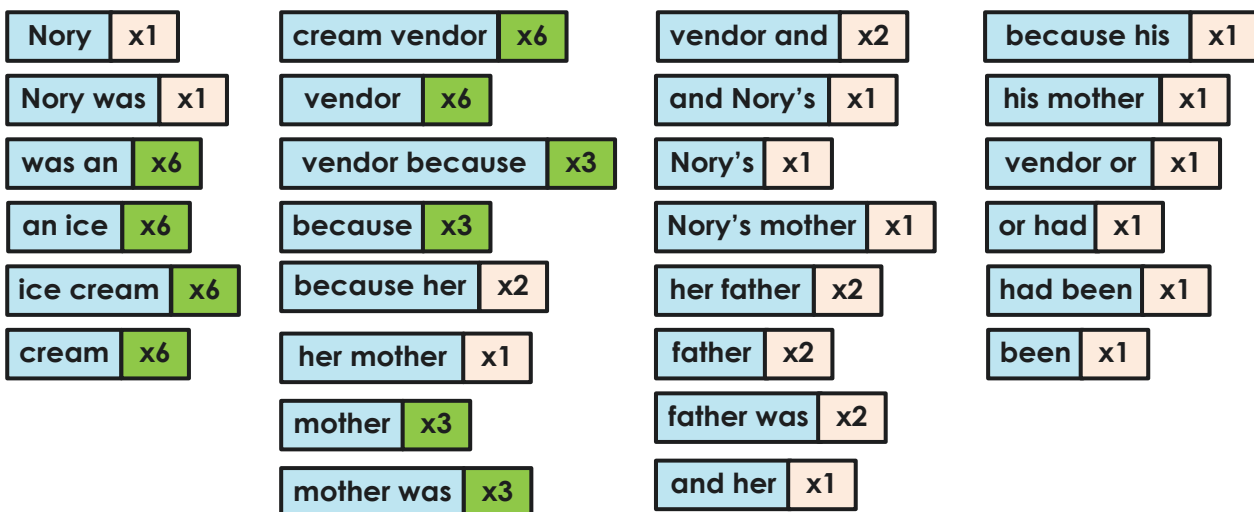 Nory x1
Nory was x1
was an x6
an ice x6
ice cream x6
cream x6
cream vendor x6
vendor x6
vendor because x3
because x3
because her x2
her mother x1
mother x3
mother was x3
vendor and x2
and Nory’s x1
Nory’s x1
Nory’s mother x1
her father x2
father x2
father was x2
and her x1
because his x1
his mother x1
vendor or x1
or had x1
had been x1
been x1